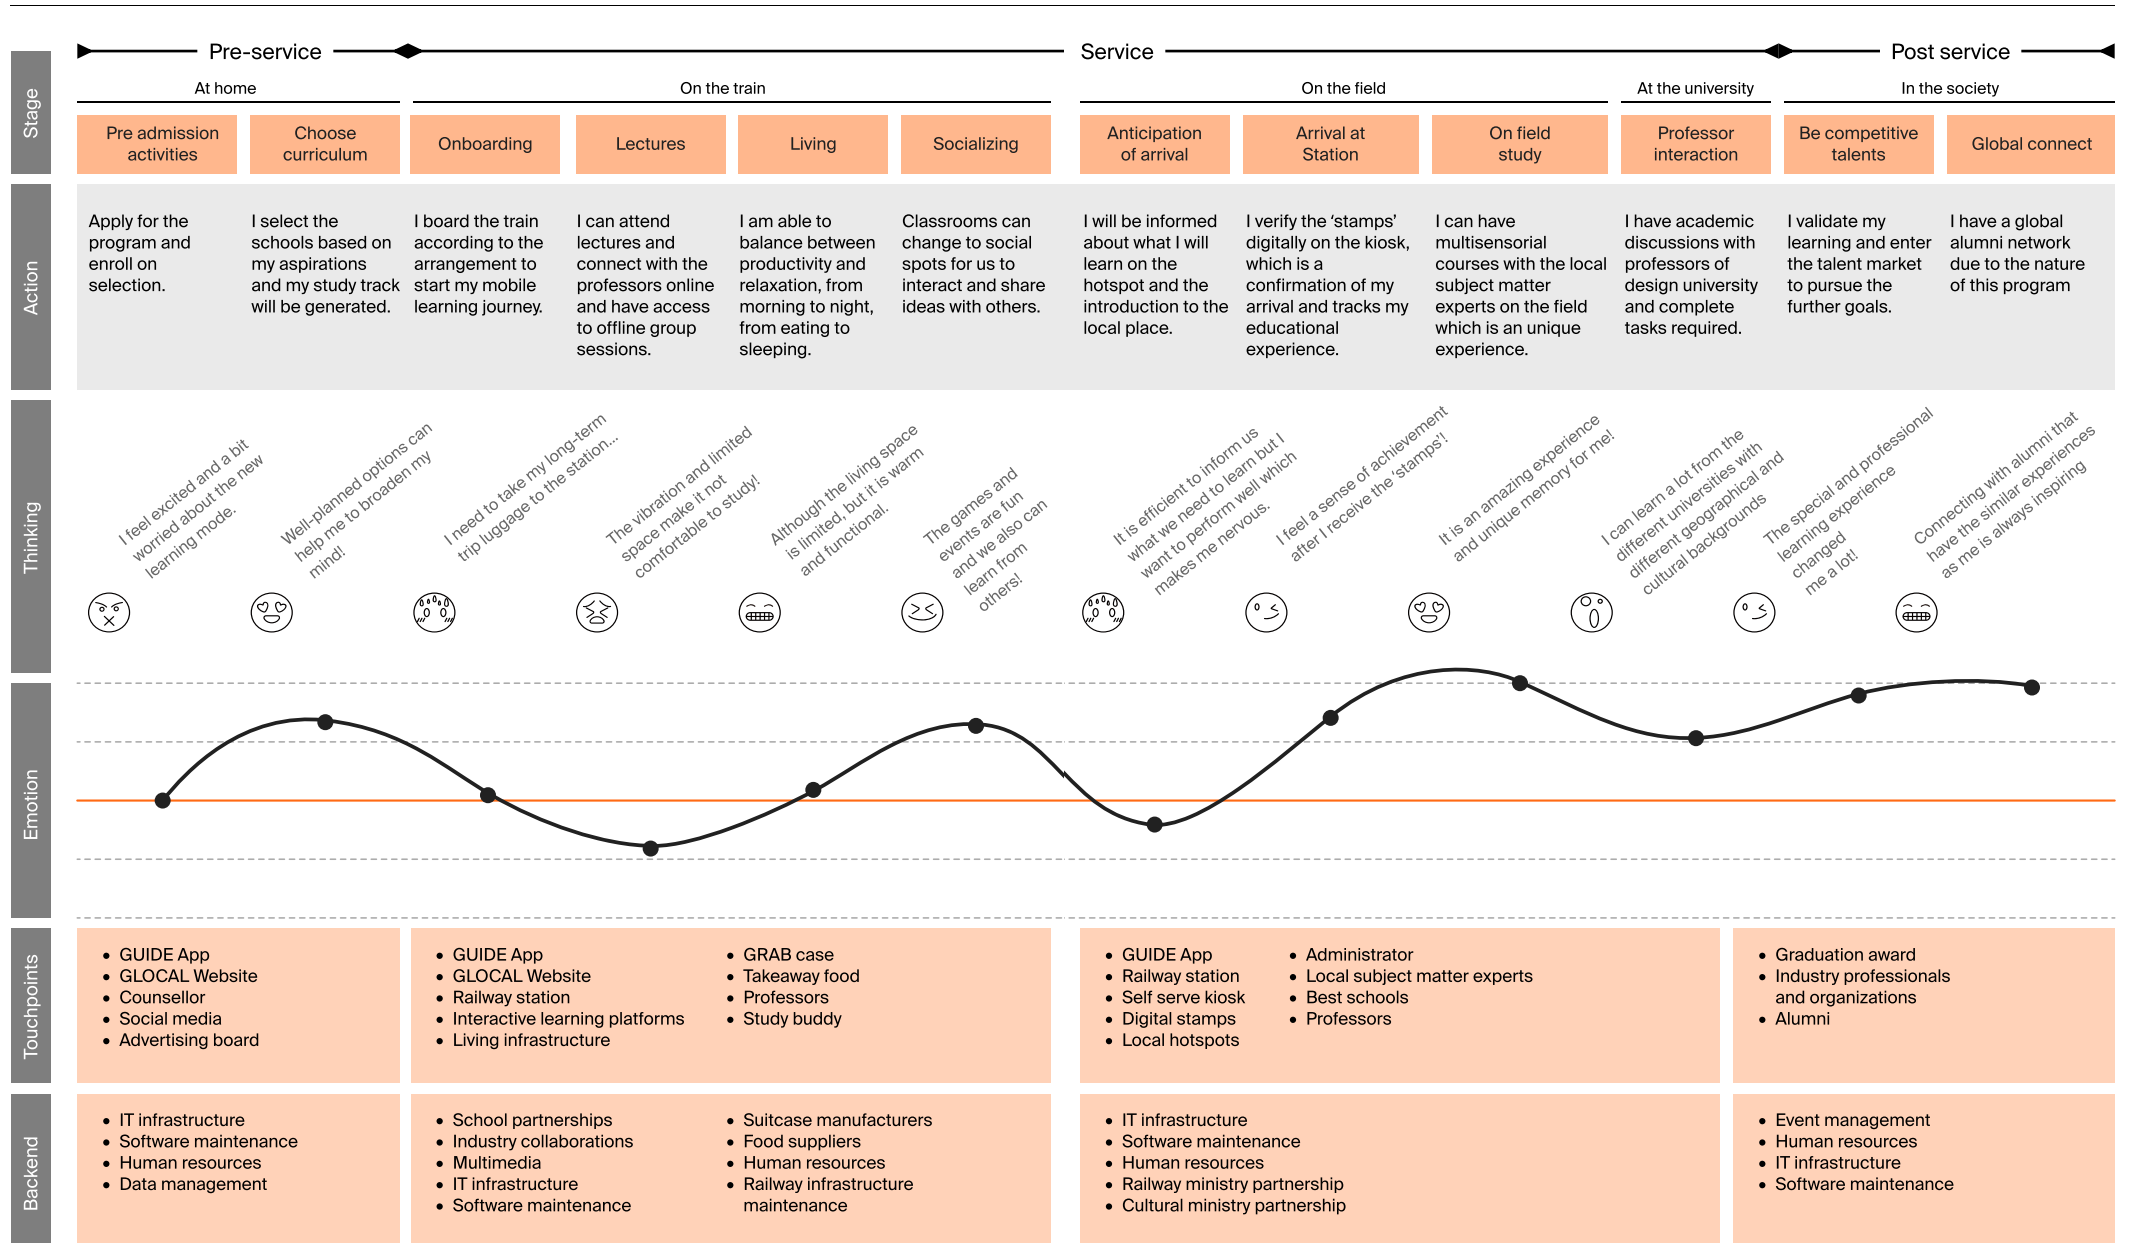 Pre-service
Service
Post service
Stage
At home
On the train
On the field
At the university
In the society
Pre admission
activities
Choose
curriculum
Onboarding
Lectures
Living
Socializing
Anticipation
of arrival
Arrival at
Station
On field
study
Professor
interaction
Be competitive
talents
Global connect
Action
Apply for the
program and
enroll on
selection.
I select the
schools based on
my aspirations
and my study track
will be generated.
I board the train
according to the
arrangement to
start my mobile
learning journey.
I can attend
lectures and
connect with the
professors online
and have access
to offline group
sessions.
I am able to
balance between
productivity and
relaxation, from
morning to night,
from eating to
sleeping.
Classrooms can
change to social
spots for us to
interact and share
ideas with others.
I will be informed
about what I will
learn on the
hotspot and the
introduction to the
local place.
I verify the ‘stamps’
digitally on the kiosk,
which is a
confirmation of my
arrival and tracks my
educational
experience.
I can have
multisensorial
courses with the local
subject matter
experts on the field
which is an unique
experience.
I have academic
discussions with
professors of
design university
and complete
tasks required.
I validate my
learning and enter
the talent market
to pursue the
further goals.
I have a global
alumni network
due to the nature
of this program
Thinking
I feel excited and a bit
worried about the new
learning mode.
Well-planned options can
help me to broaden my
mind!
I need to take my long-term
trip luggage to the station...
The vibration and limited
space make it not
comfortable to study!
Although the living space
is limited, but it is warm
and functional.
The games and
events are fun
and we also can
learn from
others!
It is efficient to inform us
what we need to learn but I
want to perform well which
makes me nervous.
I feel a sense of achievement
after I receive the ‘stamps’!
It is an amazing experience
and unique memory for me!
I can learn a lot from the
different universities with
different geographical and
cultural backgrounds
The special and professional
learning experience
changed
me a lot!
Connecting with alumni that
have the similar experiences
as me is always inspiring
Emotion
Touchpoints
• GUIDE App
• GLOCAL Website
• Counsellor
• Social media
• Advertising board
• GUIDE App
• GLOCAL Website
• Railway station
• Interactive learning platforms
• Living infrastructure
• GRAB case
• Takeaway food
• Professors
• Study buddy
• GUIDE App
• Railway station
• Self serve kiosk
• Digital stamps
• Local hotspots
• Administrator
• Local subject matter experts
• Best schools
• Professors
• Graduation award
• Industry professionals
and organizations
• Alumni
Backend
• IT infrastructure
• Software maintenance
• Human resources
• Data management
• School partnerships
• Industry collaborations
• Multimedia
• IT infrastructure
• Software maintenance
• Suitcase manufacturers
• Food suppliers
• Human resources
• Railway infrastructure
maintenance
• IT infrastructure
• Software maintenance
• Human resources
• Railway ministry partnership
• Cultural ministry partnership
• Event management
• Human resources
• IT infrastructure
• Software maintenance